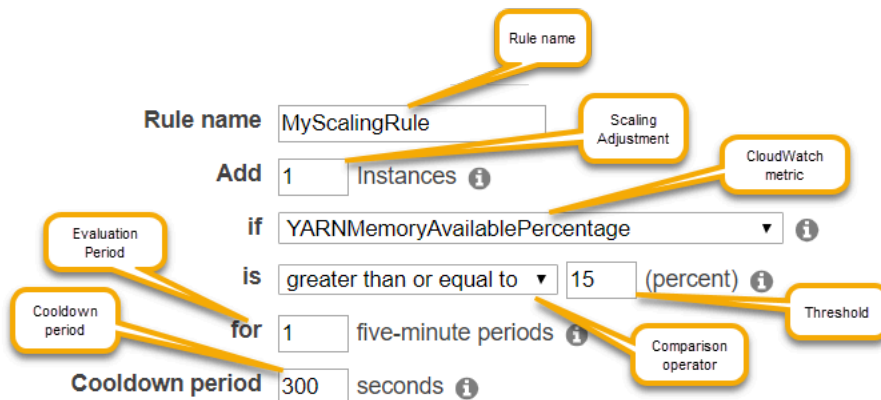 Rule name
Rule name MyScalingRule
Scaling
Adjustment
Add 1 Instances
CloudWatch
metric
if YARNMemoryAvailablePercentage
Evaluation
Period
is greater than or equal to 15 (percent)
Cooldown
period
Threshold
for 1 five-minute periods
Comparison
operator
Cooldown period 300 seconds